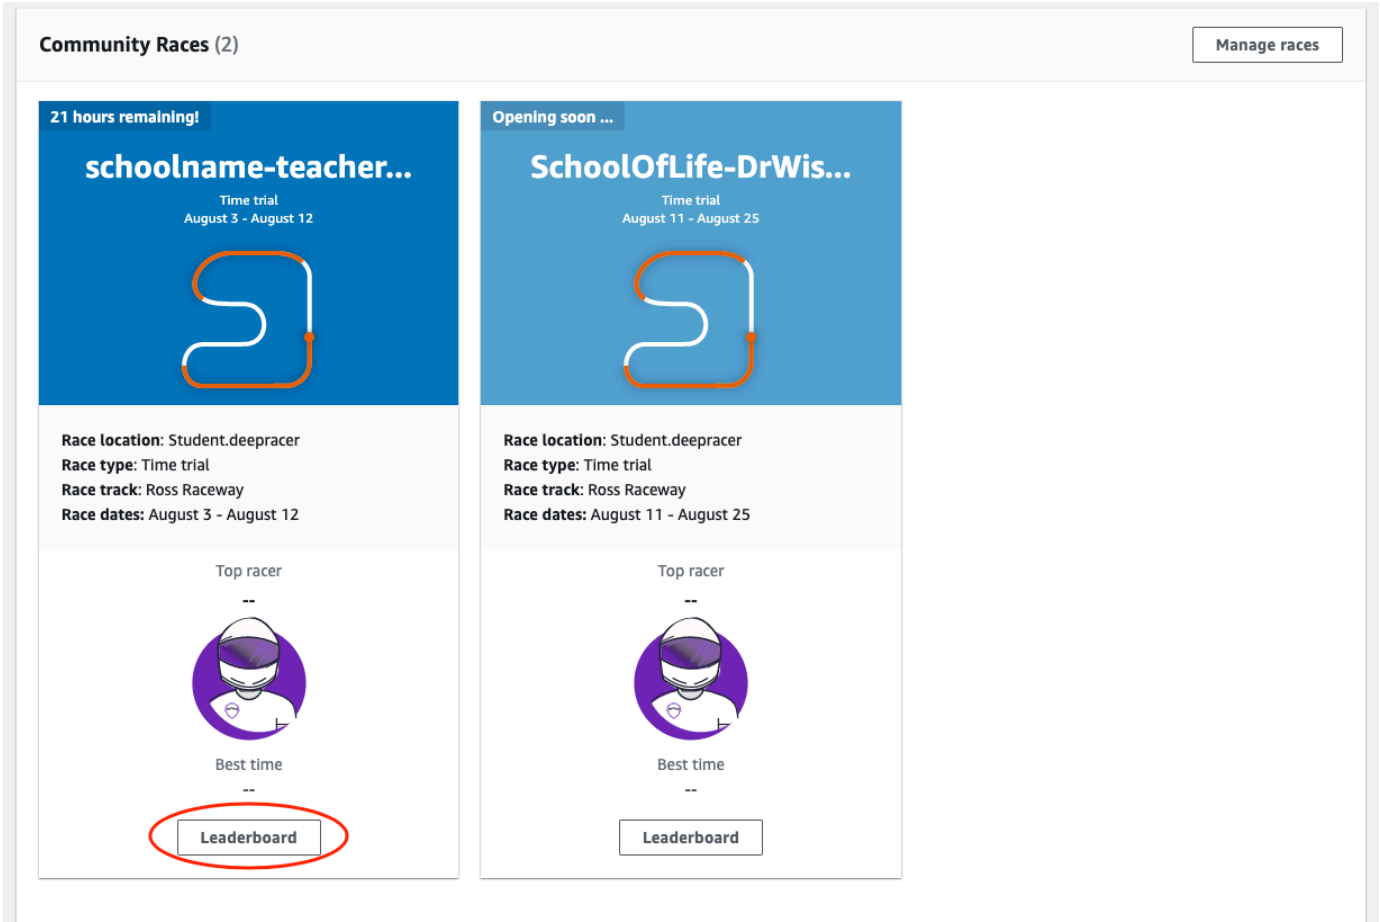 Community Races (2)
Manage races
21 hours remaining!
schoolname-teacher...
Time trial
August 3 - August 12
Race location: Student.deepracer
Race type: Time trial
Race track: Ross Raceway
Race dates: August 3 - August 12
Top racer
--
Best time
--
Leaderboard
Opening soon ...
SchoolOfLife-DrWis...
Time trial
August 11 - August 25
Race location: Student.deepracer
Race type: Time trial
Race track: Ross Raceway
Race dates: August 11 - August 25
Top racer
--
Best time
--
Leaderboard